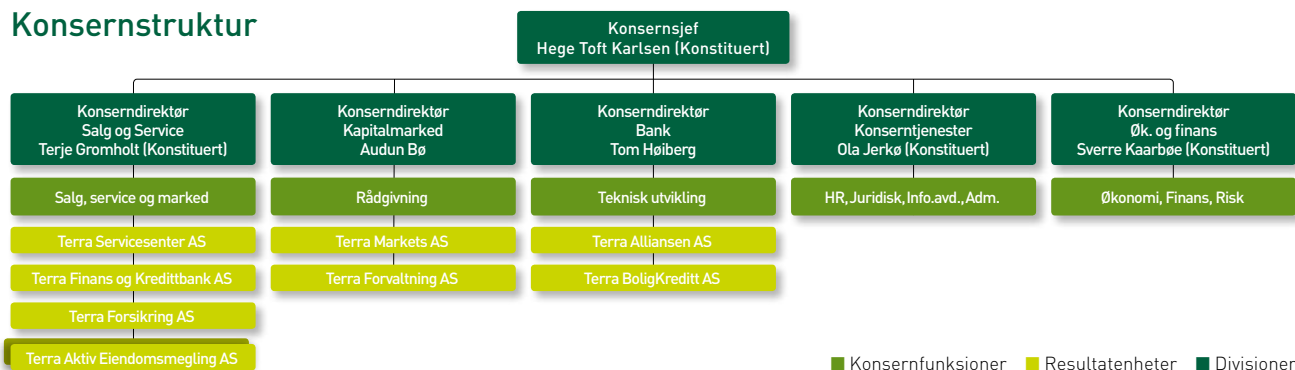 Konsernstruktur
Konsernsjef
Hege Toft Karlsen (Konstituert)
Konserndirektør
Salg og Service
Terje Gromholt (Konstituert)
Konserndirektør
Kapitalmarked
Audun Bø
Konserndirektør
Bank
Tom Høiberg
Konserndirektør
Konserntjenester
Ola Jerkø (Konstituert)
Konserndirektør
Øk. og finans
Sverre Kaarbøe (Konstituert)
Salg, service og marked
Rådgivning
Teknisk utvikling
HR, Juridisk, Info.avd., Adm.
Økonomi, Finans, Risk
Terra Servicesenter AS
Terra Markets AS
Terra Alliansen AS
Terra Finans og Kredittbank AS
Terra Forvaltning AS
Terra BoligKreditt AS
Terra Forsikring AS
Terra Aktiv Eiendomsmegling AS
Konsernfunksjoner Resultatenheter Divisjoner